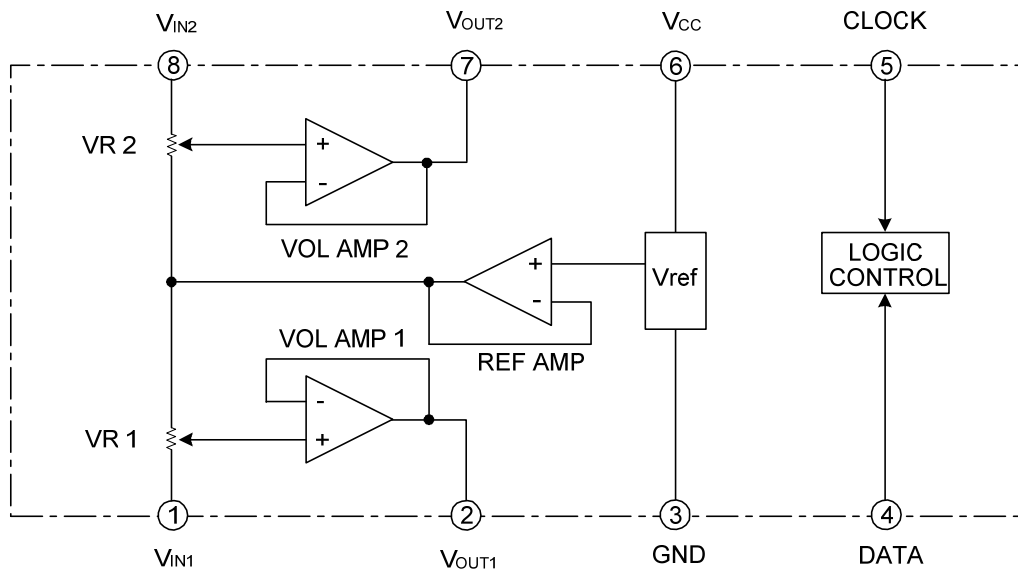 VIN2 VOUT2 VCC CLOCK
8 7 6 5
VR 2
+
-
VOL AMP 2
+
-
Vref
LOGIC
CONTROL
VOL AMP 1
REF AMP
-
+
VR 1
1 2 3 4
VIN1 VOUT1 GND DATA